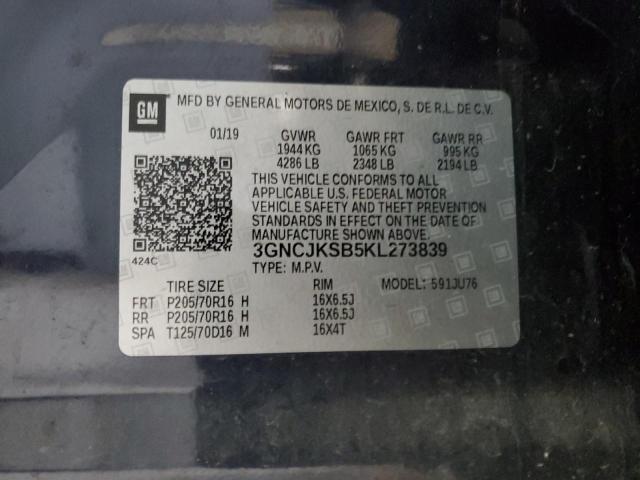 GM MFD BY GENERAL MOTORS DE MEXICO, S. DE R.L. DE C.V.
01/19 GVWR GAWR FRT GAWR RR
1944 KG 1065 KG 995 KG
4286 LB 2348 LB 2194 LB
THIS VEHICLE CONFORMS TO ALL
APPLICABLE U.S. FEDERAL MOTOR
VEHICLE SAFETY AND THEFT PREVENTION
STANDARDS IN EFFECT ON THE DATE OF
MANUFACTURE SHOWN ABOVE.
3GNCJKSB5KL273839
424C TYPE: M.P.V.
TIRE SIZE RIM MODEL: 591JU76
FRT P205/70R16 H 16X6.5J
RR P205/70R16 H 16X6.5J
SPA T125/70D16 M 16X4T